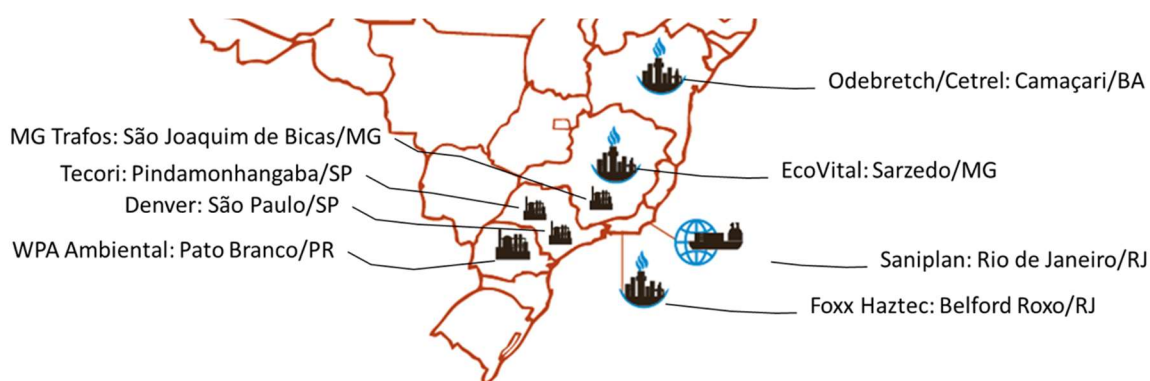 Odebretch/Cetrel: Camaçari/BA
MG Trafos: São Joaquim de Bicas/MG
EcoVital: Sarzedo/MG
Tecori: Pindamonhangaba/SP
Denver: São Paulo/SP
WPA Ambiental: Pato Branco/PR
Saniplan: Rio de Janeiro/RJ
Foxx Haztec: Belford Roxo/RJ